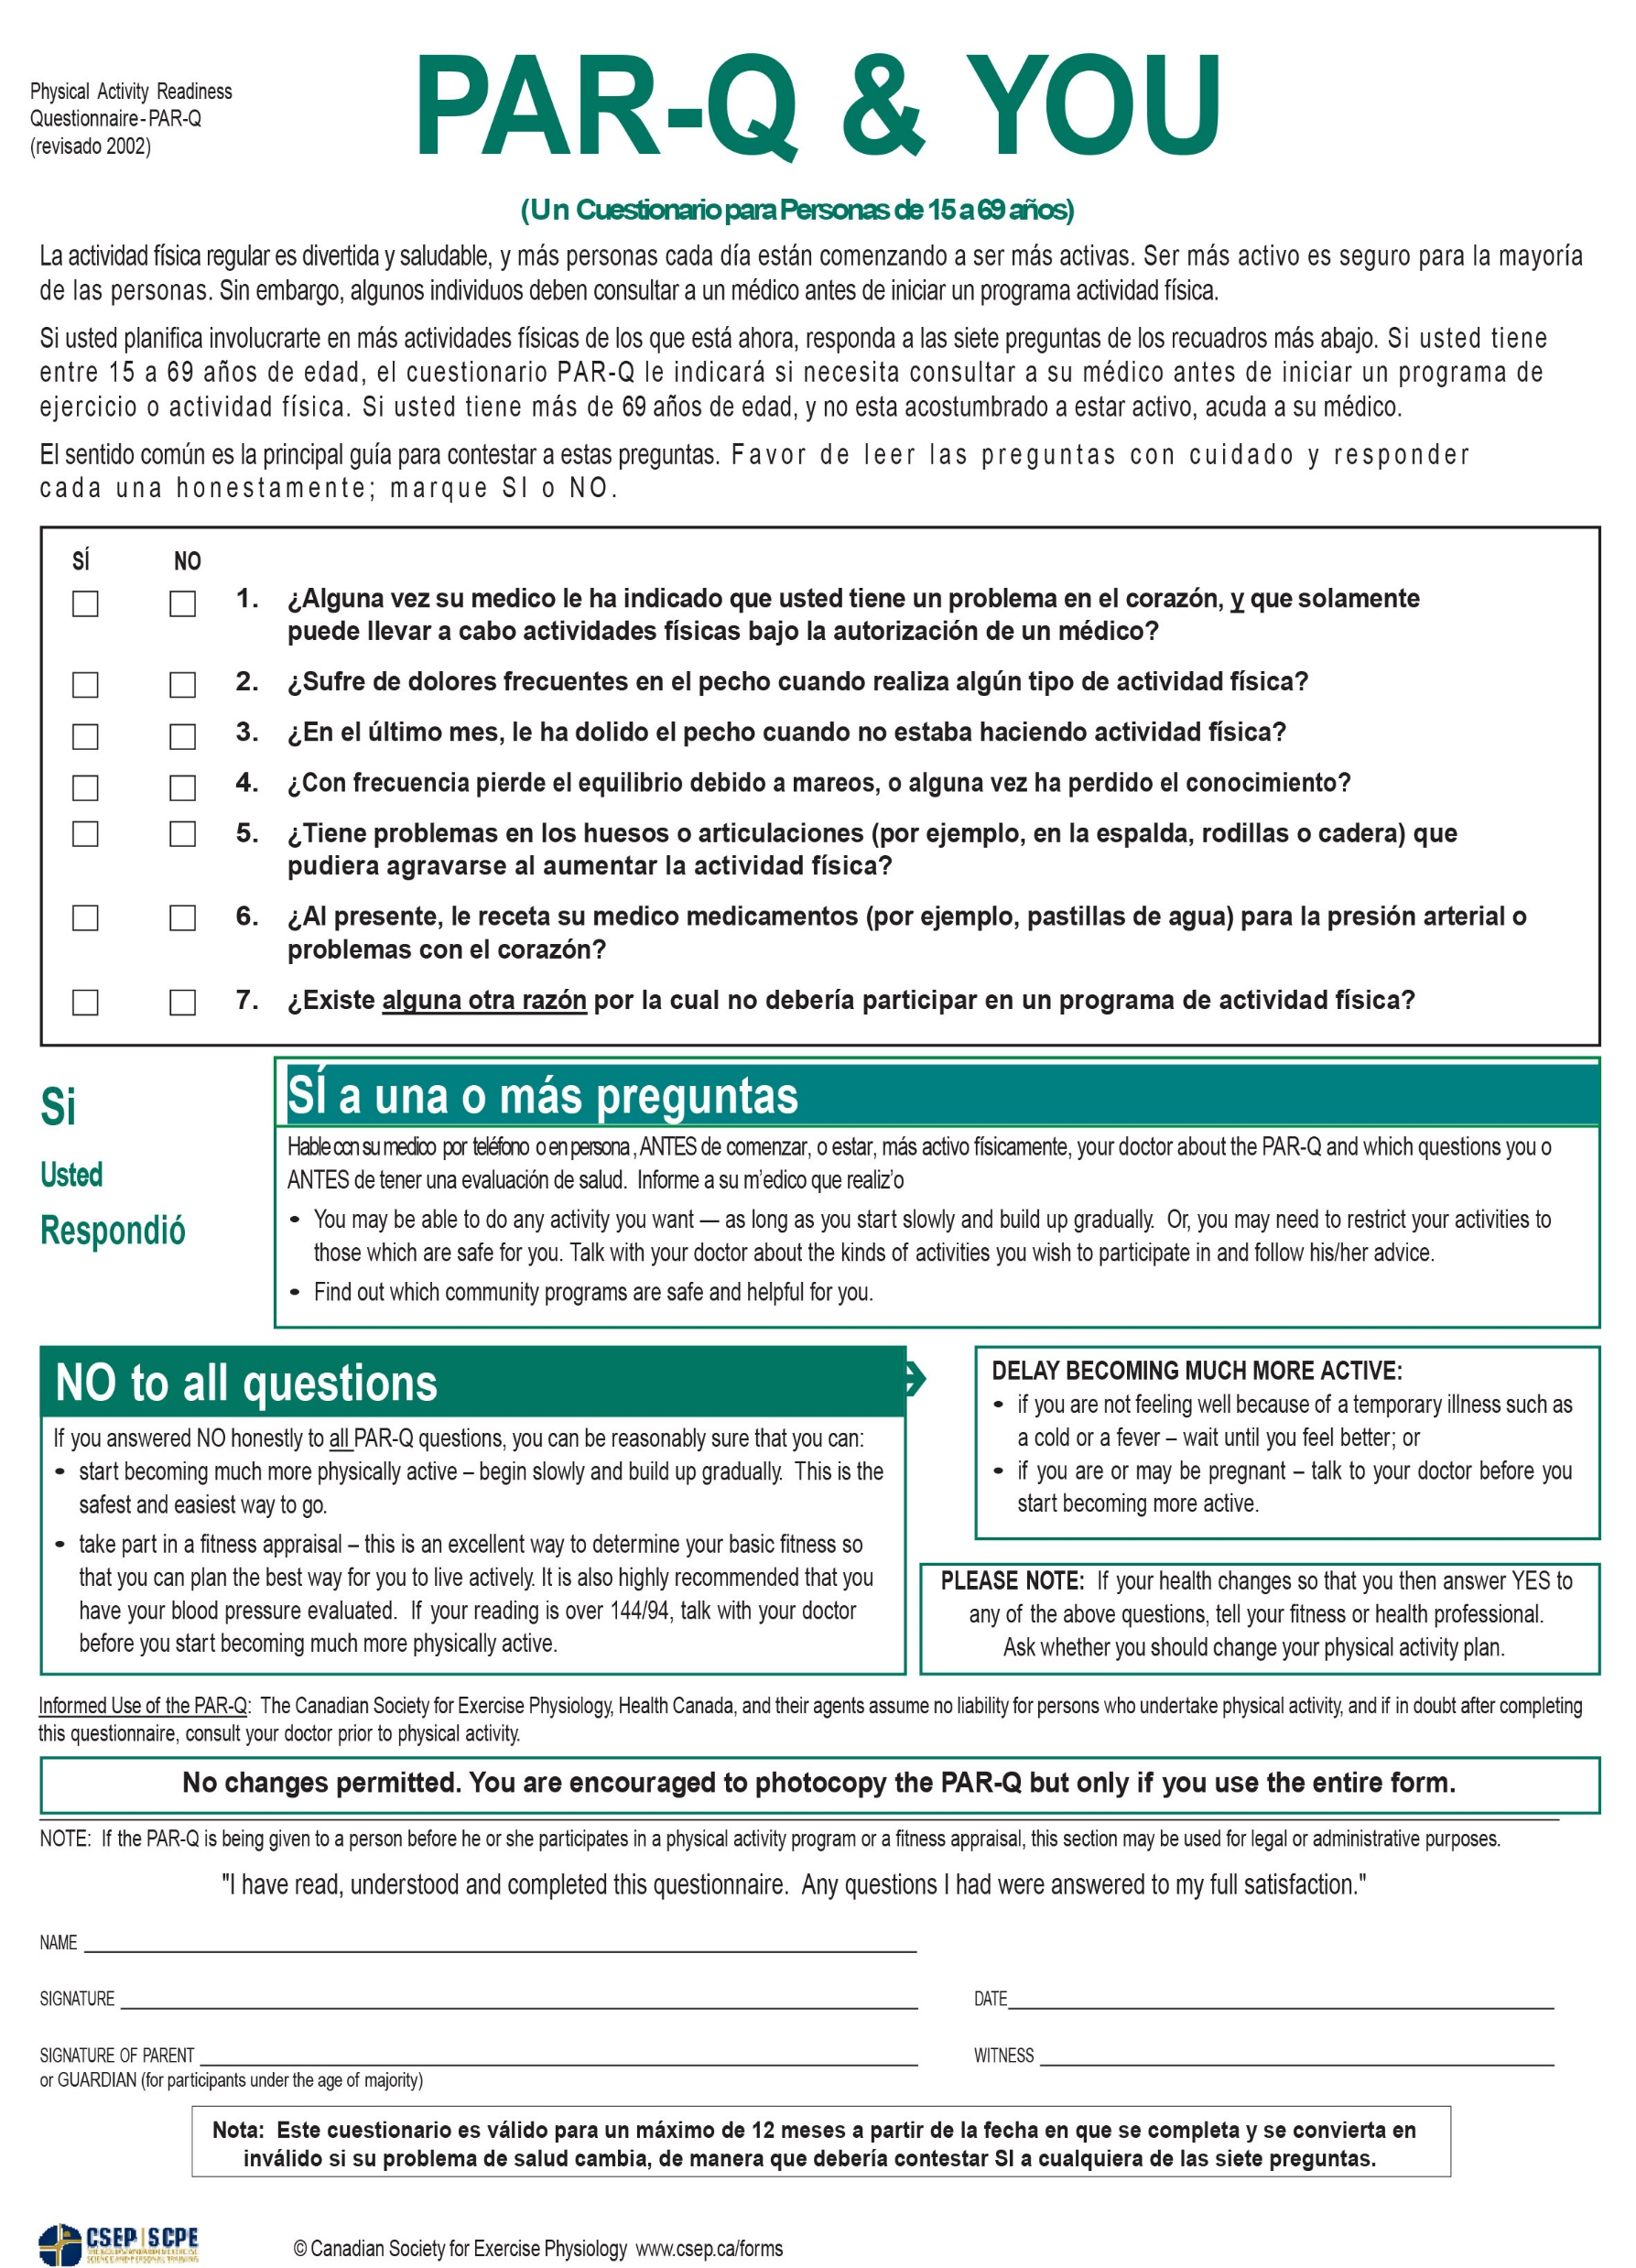 Physical Activity Readiness
Questionnaire - PAR-Q
(revisado 2002)
PAR-Q & YOU
(Un Cuestionario para Personas de 15 a 69 años)
La actividad física regular es divertida y saludable, y más personas cada día están comenzando a ser más activas. Ser más activo es seguro para la mayoría
de las personas. Sin embargo, algunos individuos deben consultar a un médico antes de iniciar un programa actividad física.
Si usted planifica involucrarte en más actividades físicas de los que está ahora, responda a las siete preguntas de los recuadros más abajo. Si usted tiene
entre 15 a 69 años de edad, el cuestionario PAR-Q le indicará si necesita consultar a su médico antes de iniciar un programa de
ejercicio o actividad física. Si usted tiene más de 69 años de edad, y no esta acostumbrado a estar activo, acuda a su médico.
El sentido común es la principal guía para contestar a estas preguntas. Favor de leer las preguntas con cuidado y responder
cada una honestamente; marque SI o NO.
SÍ NO
1. ¿Alguna vez su medico le ha indicado que usted tiene un problema en el corazón, y que solamente
puede llevar a cabo actividades físicas bajo la autorización de un médico?
2. ¿Sufre de dolores frecuentes en el pecho cuando realiza algún tipo de actividad física?
3. ¿En el último mes, le ha dolido el pecho cuando no estaba haciendo actividad física?
4. ¿Con frecuencia pierde el equilibrio debido a mareos, o alguna vez ha perdido el conocimiento?
5. ¿Tiene problemas en los huesos o articulaciones (por ejemplo, en la espalda, rodillas o cadera) que
pudiera agravarse al aumentar la actividad física?
6. ¿Al presente, le receta su medico medicamentos (por ejemplo, pastillas de agua) para la presión arterial o
problemas con el corazón?
7. ¿Existe alguna otra razón por la cual no debería participar en un programa de actividad física?
Si
Usted
Respondió
SÍ a una o más preguntas
Hable con su medico por teléfono o en persona , ANTES de comenzar, o estar, más activo físicamente, your doctor about the PAR-Q and which questions you o
ANTES de tener una evaluación de salud. Informe a su m'edico que realiz'o
• You may be able to do any activity you want — as long as you start slowly and build up gradually. Or, you may need to restrict your activities to
those which are safe for you. Talk with your doctor about the kinds of activities you wish to participate in and follow his/her advice.
• Find out which community programs are safe and helpful for you.
NO to all questions
If you answered NO honestly to all PAR-Q questions, you can be reasonably sure that you can:
• start becoming much more physically active – begin slowly and build up gradually. This is the
safest and easiest way to go.
• take part in a fitness appraisal – this is an excellent way to determine your basic fitness so
that you can plan the best way for you to live actively. It is also highly recommended that you
have your blood pressure evaluated. If your reading is over 144/94, talk with your doctor
before you start becoming much more physically active.
DELAY BECOMING MUCH MORE ACTIVE:
• if you are not feeling well because of a temporary illness such as
a cold or a fever – wait until you feel better; or
• if you are or may be pregnant – talk to your doctor before you
start becoming more active.
PLEASE NOTE: If your health changes so that you then answer YES to
any of the above questions, tell your fitness or health professional.
Ask whether you should change your physical activity plan.
Informed Use of the PAR-Q: The Canadian Society for Exercise Physiology, Health Canada, and their agents assume no liability for persons who undertake physical activity, and if in doubt after completing
this questionnaire, consult your doctor prior to physical activity.
No changes permitted. You are encouraged to photocopy the PAR-Q but only if you use the entire form.
NOTE: If the PAR-Q is being given to a person before he or she participates in a physical activity program or a fitness appraisal, this section may be used for legal or administrative purposes.
"I have read, understood and completed this questionnaire. Any questions I had were answered to my full satisfaction."
NAME
SIGNATURE DATE
SIGNATURE OF PARENT WITNESS
or GUARDIAN (for participants under the age of majority)
Nota: Este cuestionario es válido para un máximo de 12 meses a partir de la fecha en que se completa y se convierta en
inválido si su problema de salud cambia, de manera que debería contestar SI a cualquiera de las siete preguntas.
CSEP | SCPE
© Canadian Society for Exercise Physiology www.csep.ca/forms